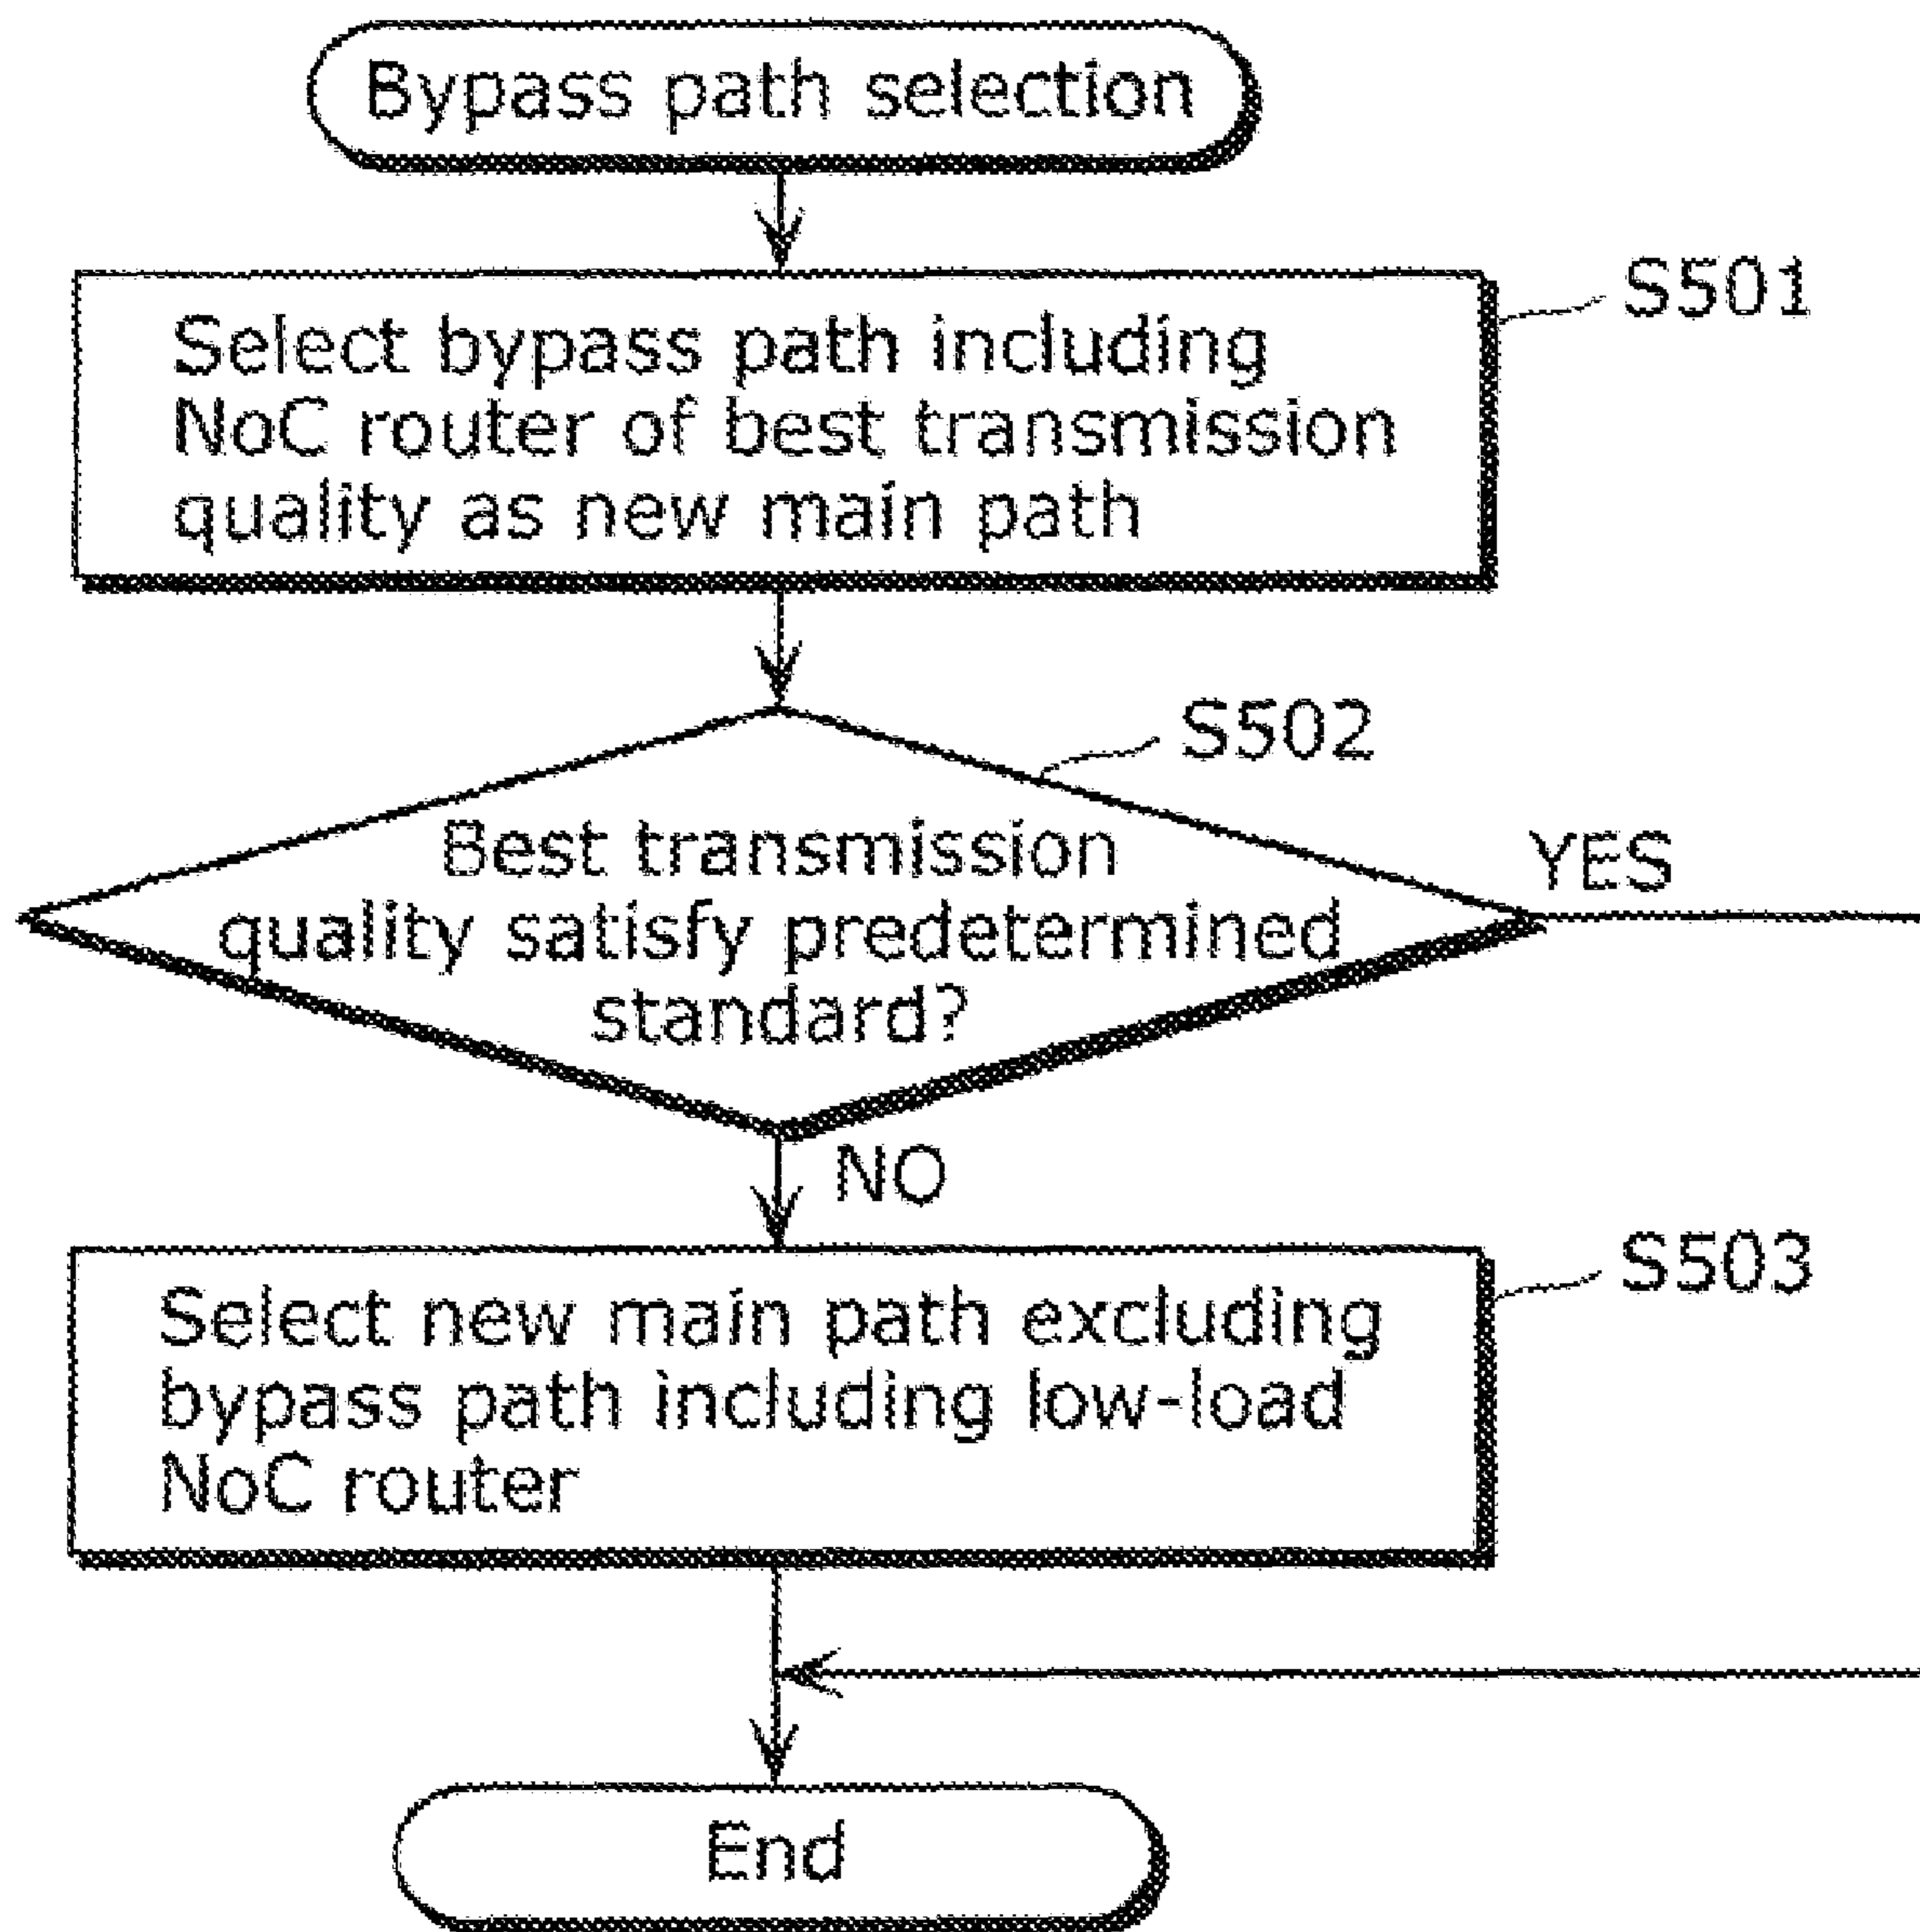 Bypass path selection
S501
Select bypass path including
NoC router of best transmission
quality as new main path
S502
Best transmission
quality satisfy predetermined
standard?
YES
NO
S503
Select new main path excluding
bypass path including low-load
NoC router
End